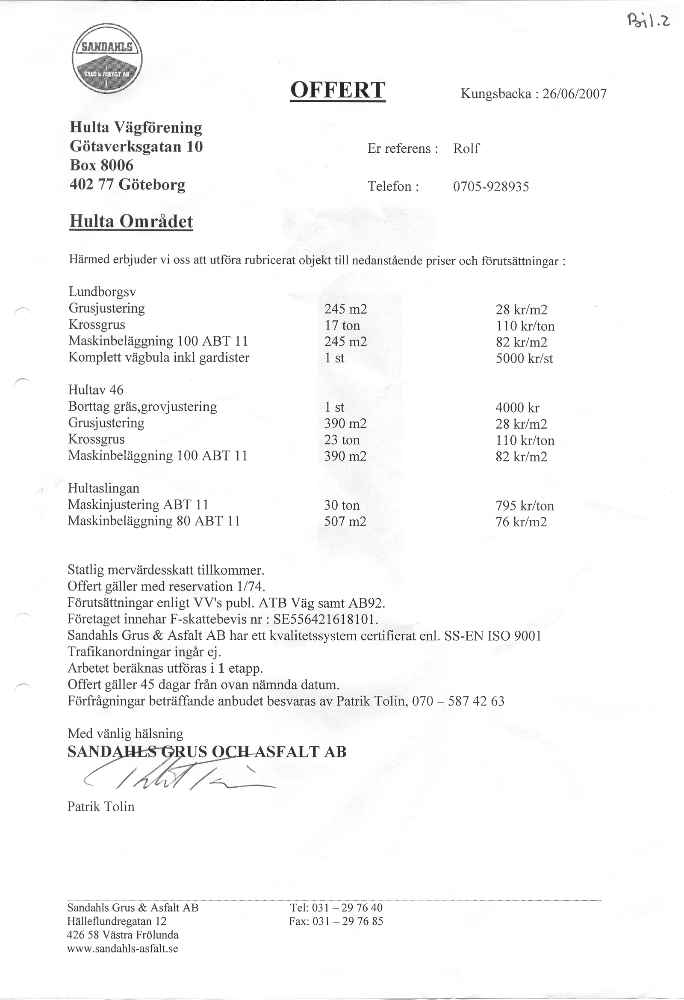 Bil.2
SANDAHLS
GRUS & ASFALT AB
OFFERT
Kungsbacka : 26/06/2007
Hulta Vägförening
Götaverksgatan 10
Er referens : Rolf
Box 8006
402 77 Göteborg
Telefon : 0705-928935
Hulta Området
Härmed erbjuder vi oss att utföra rubricerat objekt till nedanstående priser och förutsättningar :
Lundborgsv
Grusjustering 245 m2 28 kr/m2
Krossgrus 17 ton 110 kr/ton
Maskinbeläggning 100 ABT 11 245 m2 82 kr/m2
Komplett vägbula inkl gardister 1 st 5000 kr/st
Hultav 46
Borttag gräs,grovjustering 1 st 4000 kr
Grusjustering 390 m2 28 kr/m2
Krossgrus 23 ton 110 kr/ton
Maskinbeläggning 100 ABT 11 390 m2 82 kr/m2
Hultaslingan
Maskinjustering ABT 11 30 ton 795 kr/ton
Maskinbeläggning 80 ABT 11 507 m2 76 kr/m2
Statlig mervärdesskatt tillkommer.
Offert gäller med reservation 1/74.
Förutsättningar enligt VV's publ. ATB Väg samt AB92.
Företaget innehar F-skattebevis nr : SE556421618101.
Sandahls Grus & Asfalt AB har ett kvalitetssystem certifierat enl. SS-EN ISO 9001
Trafikanordningar ingår ej.
Arbetet beräknas utföras i 1 etapp.
Offert gäller 45 dagar från ovan nämnda datum.
Förfrågningar beträffande anbudet besvaras av Patrik Tolin, 070 – 587 42 63
Med vänlig hälsning
SANDAHLS GRUS OCH ASFALT AB
Patrik Tolin
Sandahls Grus & Asfalt AB Tel: 031 – 29 76 40
Hälleflundregatan 12 Fax: 031 – 29 76 85
426 58 Västra Frölunda
www.sandahls-asfalt.se